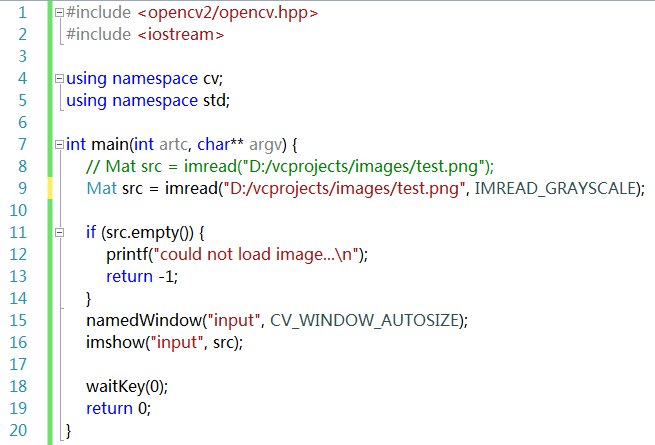 1 #include <opencv2/opencv.hpp>
2 #include <iostream>
3
4 using namespace cv;
5 using namespace std;
6
7 int main(int artc, char** argv) {
8 // Mat src = imread("D:/vcprojects/images/test.png");
9 Mat src = imread("D:/vcprojects/images/test.png", IMREAD_GRAYSCALE);
10
11 if (src.empty()) {
12 printf("could not load image...\n");
13 return -1;
14 }
15 namedWindow("input", CV_WINDOW_AUTOSIZE);
16 imshow("input", src);
17
18 waitKey(0);
19 return 0;
20 }